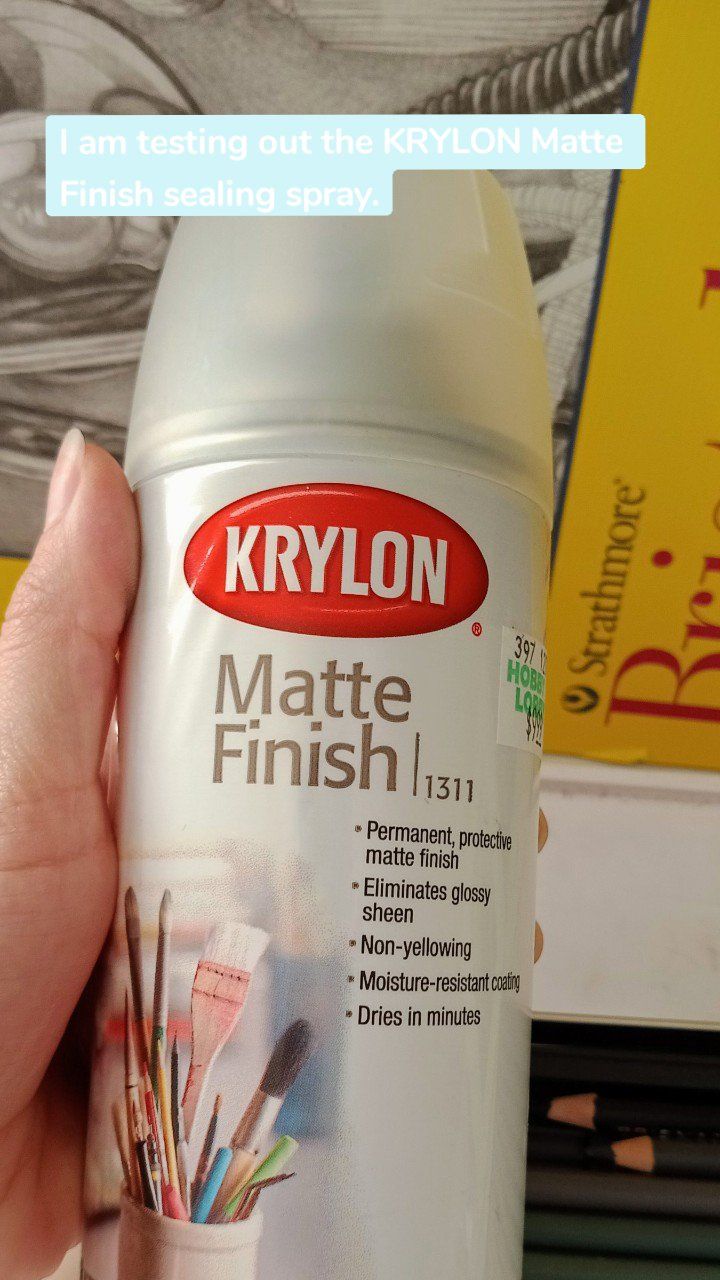 I am testing out the KRYLON Matte
Finish sealing spray.
KRYLON®
Matte
Finish | 1311
• Permanent, protective
matte finish
• Eliminates glossy
sheen
• Non-yellowing
• Moisture-resistant coating
• Dries in minutes
397
Strathmore®